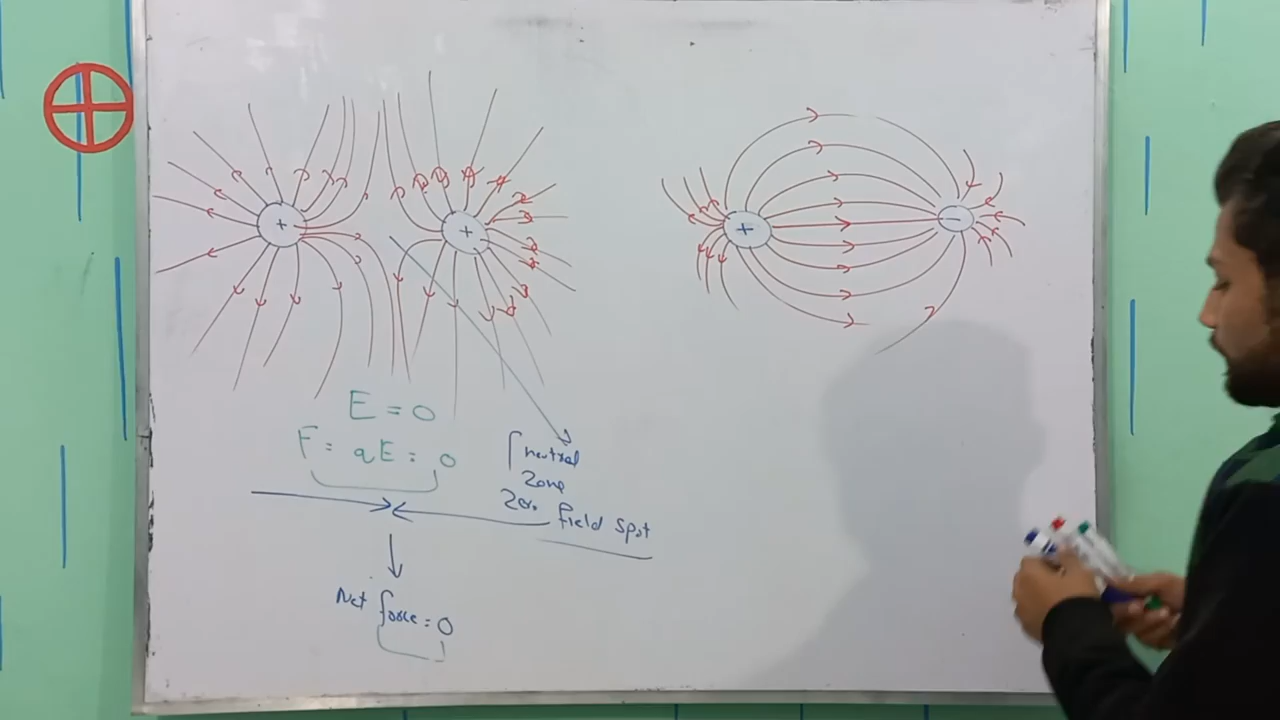 +
+
+
-
E = 0
F = qE = 0
neutral
Zone
Zero field spot
Net force = 0